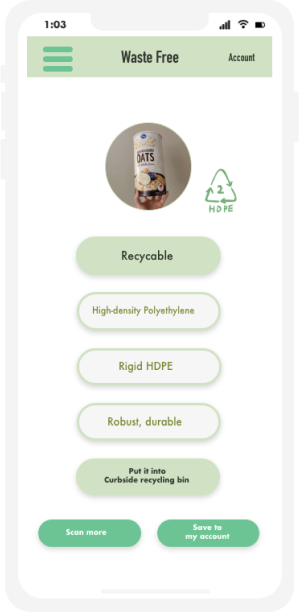 1:03
Waste Free
Account
OATS
2
HDPE
Recycable
High-density Polyethylene
Rigid HDPE
Robust, durable
Put it into
Curbside recycling bin
Scan more
Save to
my account